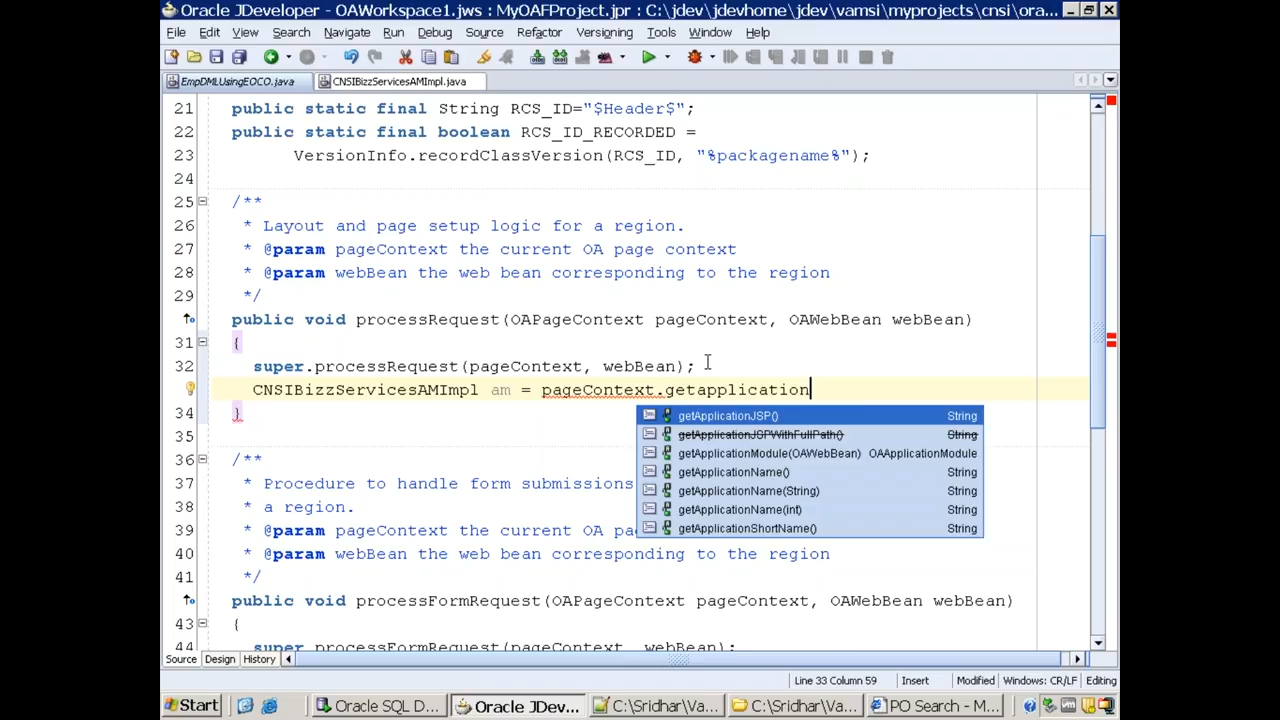 Oracle JDeveloper - OAWorkspace1.jws : MyOAFProject.jpr : C:\jdev\jdevhome\jdev\vamsi\myprojects\cnsi\ora...
File Edit View Search Navigate Run Debug Source Refactor Versioning Tools Window Help
EmpDMLUsingEOCO.java CNSIBizzServicesAMImpl.java
21 public static final String RCS_ID="$Header$";
22 public static final boolean RCS_ID_RECORDED =
23 VersionInfo.recordClassVersion(RCS_ID, "%packagename%");
24
25 /**
26 * Layout and page setup logic for a region.
27 * @param pageContext the current OA page context
28 * @param webBean the web bean corresponding to the region
29 */
public void processRequest(OAPageContext pageContext, OAWebBean webBean)
31 {
32 super.processRequest(pageContext, webBean);
CNSIBizzServicesAMImpl am = pageContext.getapplication
34 }
getApplicationJSP() String
35
getApplicationJSPWithFullPath() String
getApplicationModule(OAWebBean) OAApplicationModule
36 /**
getApplicationName() String
37 * Procedure to handle form submissions
getApplicationName(String) String
38 * a region.
getApplicationName(int) String
39 * @param pageContext the current OA pa
getApplicationShortName() String
40 * @param webBean the web bean corresponding to the region
41 */
public void processFormRequest(OAPageContext pageContext, OAWebBean webBean)
43 {
44 super.processFormRequest(pageContext, webBean);
Source Design History
Line 33 Column 59 Insert Modified Windows: CR/LF Editing
Start Oracle SQL D... Oracle JDev... C:\Sridhar\Va... C:\Sridhar\Va... PO Search - M...